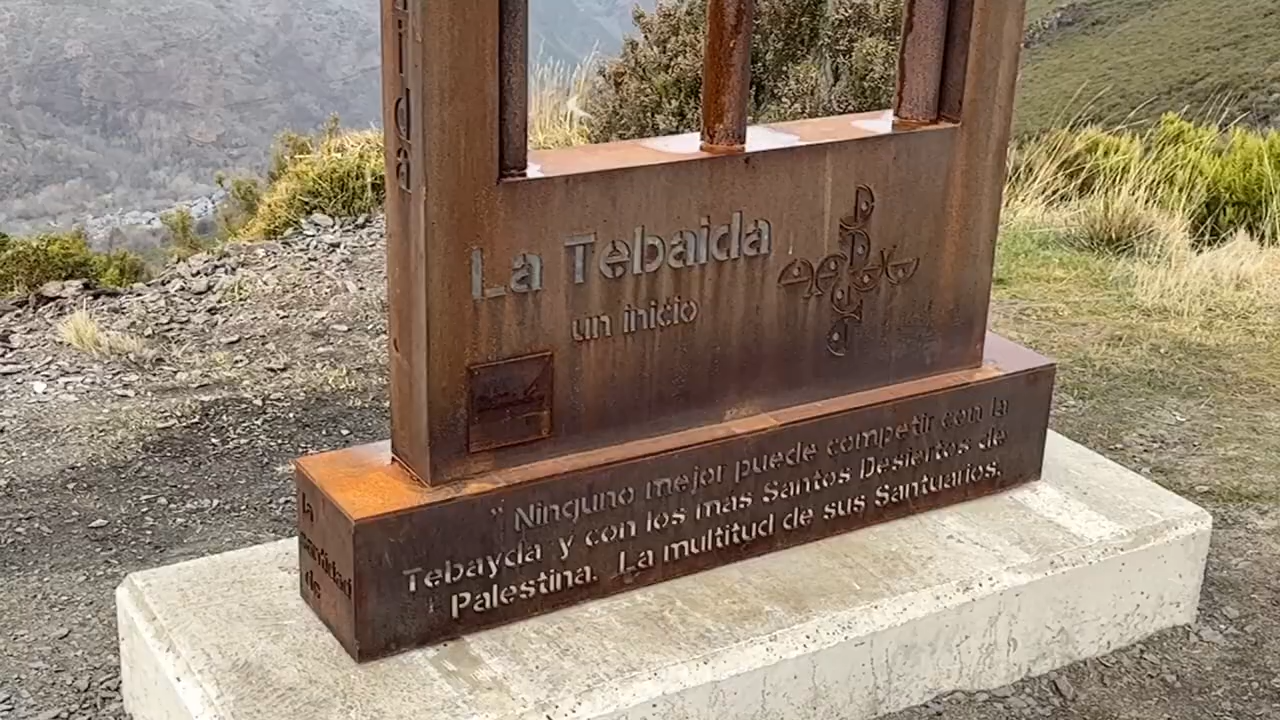 La Tebaida
un inicio
" Ninguno mejor puede competir con la
Tebayda y con los mas Santos Desiertos de
Palestina. La multitud de sus Santuarios,
la
santidad
de